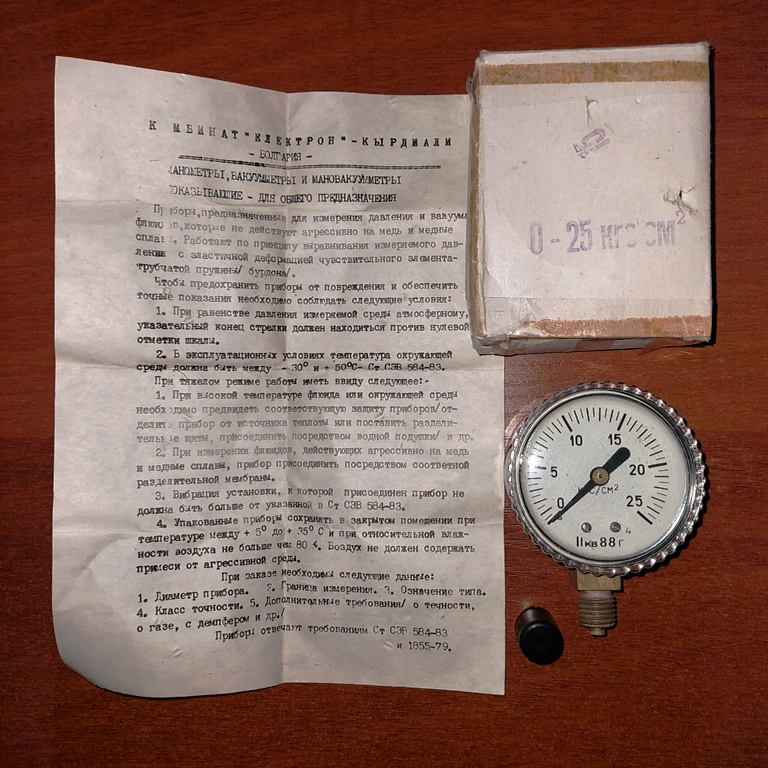 К МБИНАТ "ЕЛЕКТРОН" - КЫРДЖАЛИ
- БОЛГАРИЯ -
МАНОМЕТРЫ, ВАКУУММЕТРЫ И МАНОВАКУУММЕТРЫ
ПОКАЗЫВАЮЩИЕ - ДЛЯ ОБЩЕГО ПРЕДНАЗНАЧЕНИЯ
Приборы, предназначенные для измерения давления и вакуума
флюидов, которые не действуют агрессивно на медь и медные
сплавы. Работают по принципу выравнивания измеряемого дав-
ления с эластичной деформацией чувствительного элемента-
трубчатой пружины/ бурдона/.
Чтобы предохранить приборы от повреждения и обеспечить
точные показания необходимо соблюдать следующие условия:
1. При равенстве давления измеряемой среды атмосферному,
указательный конец стрелки должен находиться против нулевой
отметки шкалы.
2. В эксплуатационных условиях температура окружающей
среды должна быть между - 30° и + 50°С- Ст СЭВ 584-83.
При тяжелом режиме работы иметь ввиду следующее:-
1. При высокой температуре флюида или окружающей среды
необходимо предвидеть соответствующую защиту приборов/от-
делить прибор от источника теплоты или поставить раздели-
тельные щиты, присоединить посредством водной подушки/ и др.
2. При измерении флюидов, действующих агрессивно на медь
и медные сплавы, прибор присоединить посредством соответной
разделительной мембраны.
3. Вибрация установки, к которой присоединен прибор не
должна быть больше от указанной в Ст СЭВ 584-83.
4. Упакованные приборы сохранять в закрытом помещении при
температуре между + 5° до + 35° С и при относительной влаж-
ности воздуха не больше чем 80 %. Воздух не должен содержать
примеси от агрессивной среды.
При заказе необходимы следующие данные:
1. Диаметр прибора. 2. Граница измерения. 3. Означение типа.
4. Класс точности. 5. Дополнительные требования/ о течности,
о газе, с демпфером и др./
Приборы отвечают требованиям Ст СЭВ 584-83
и 1855-79.
0 - 25 кгс/см²
0 5 10 15 20 25
кгс/см²
4
II кв 88 г